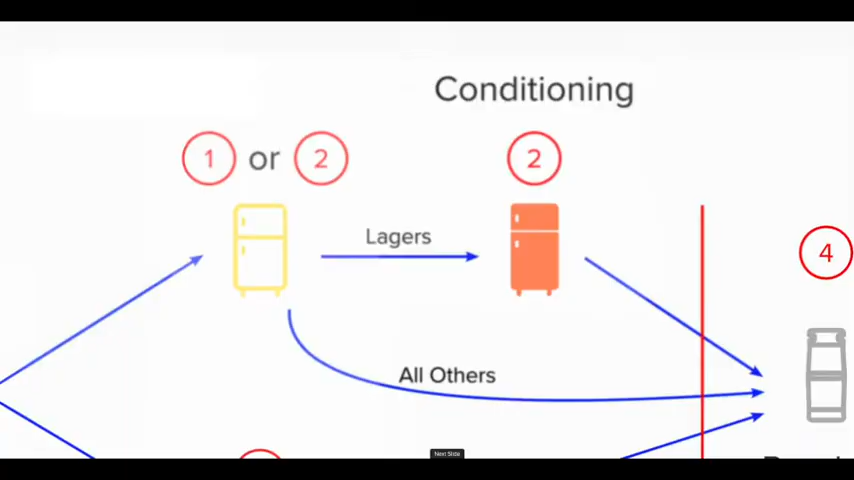 Conditioning
1 or 2
2
Lagers
4
All Others
Next Slide